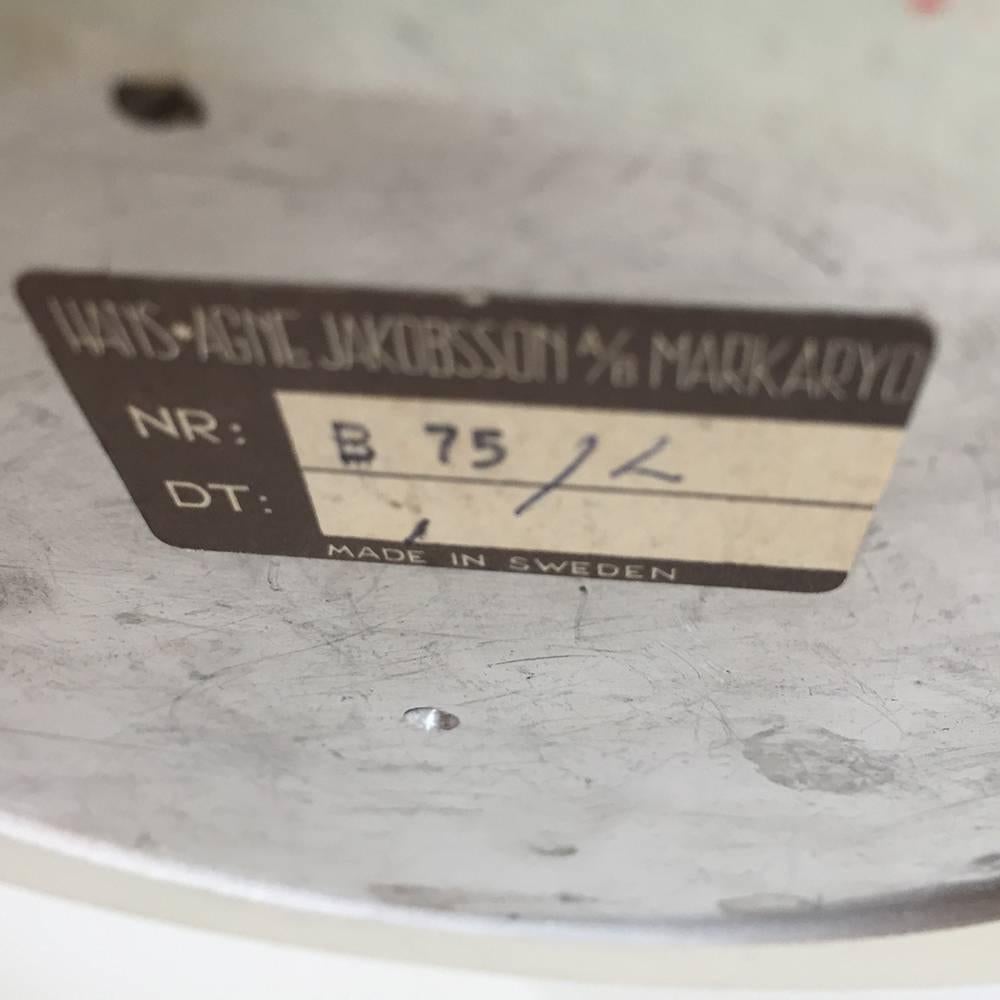 HANS-AGNE JAKOBSSON A/B MARKARYD
NR: B 75 / L
DT:
MADE IN SWEDEN